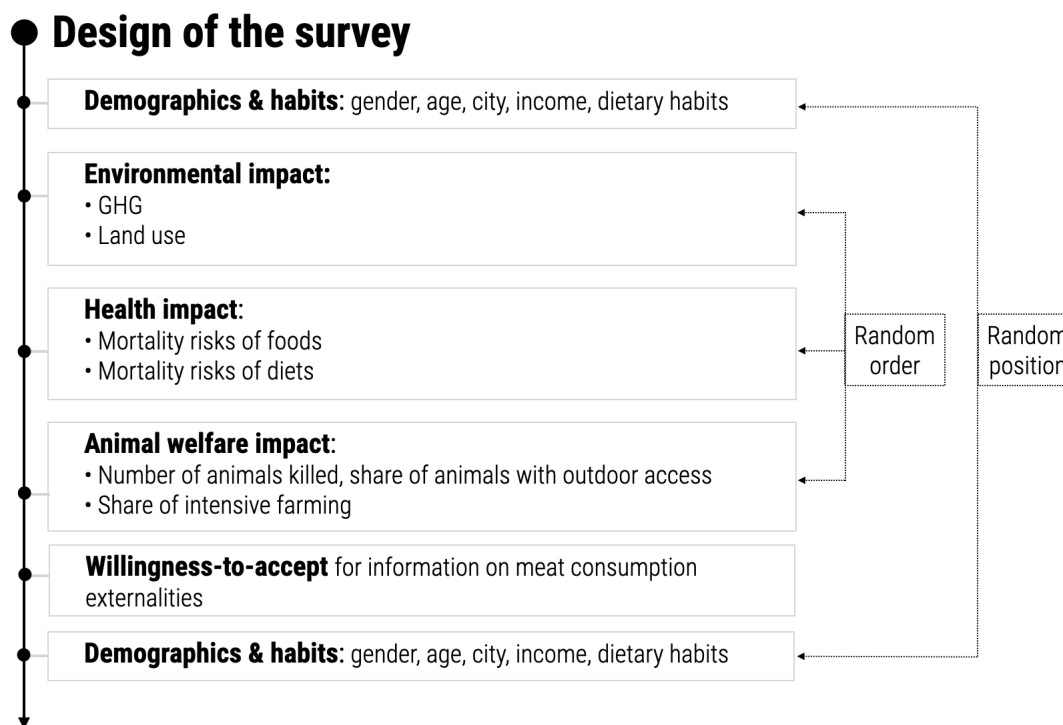 Design of the survey
Demographics & habits: gender, age, city, income, dietary habits
Environmental impact:
• GHG
• Land use
Health impact:
• Mortality risks of foods
• Mortality risks of diets
Animal welfare impact:
• Number of animals killed, share of animals with outdoor access
• Share of intensive farming
Willingness-to-accept for information on meat consumption
externalities
Demographics & habits: gender, age, city, income, dietary habits
Random
order
Random
position